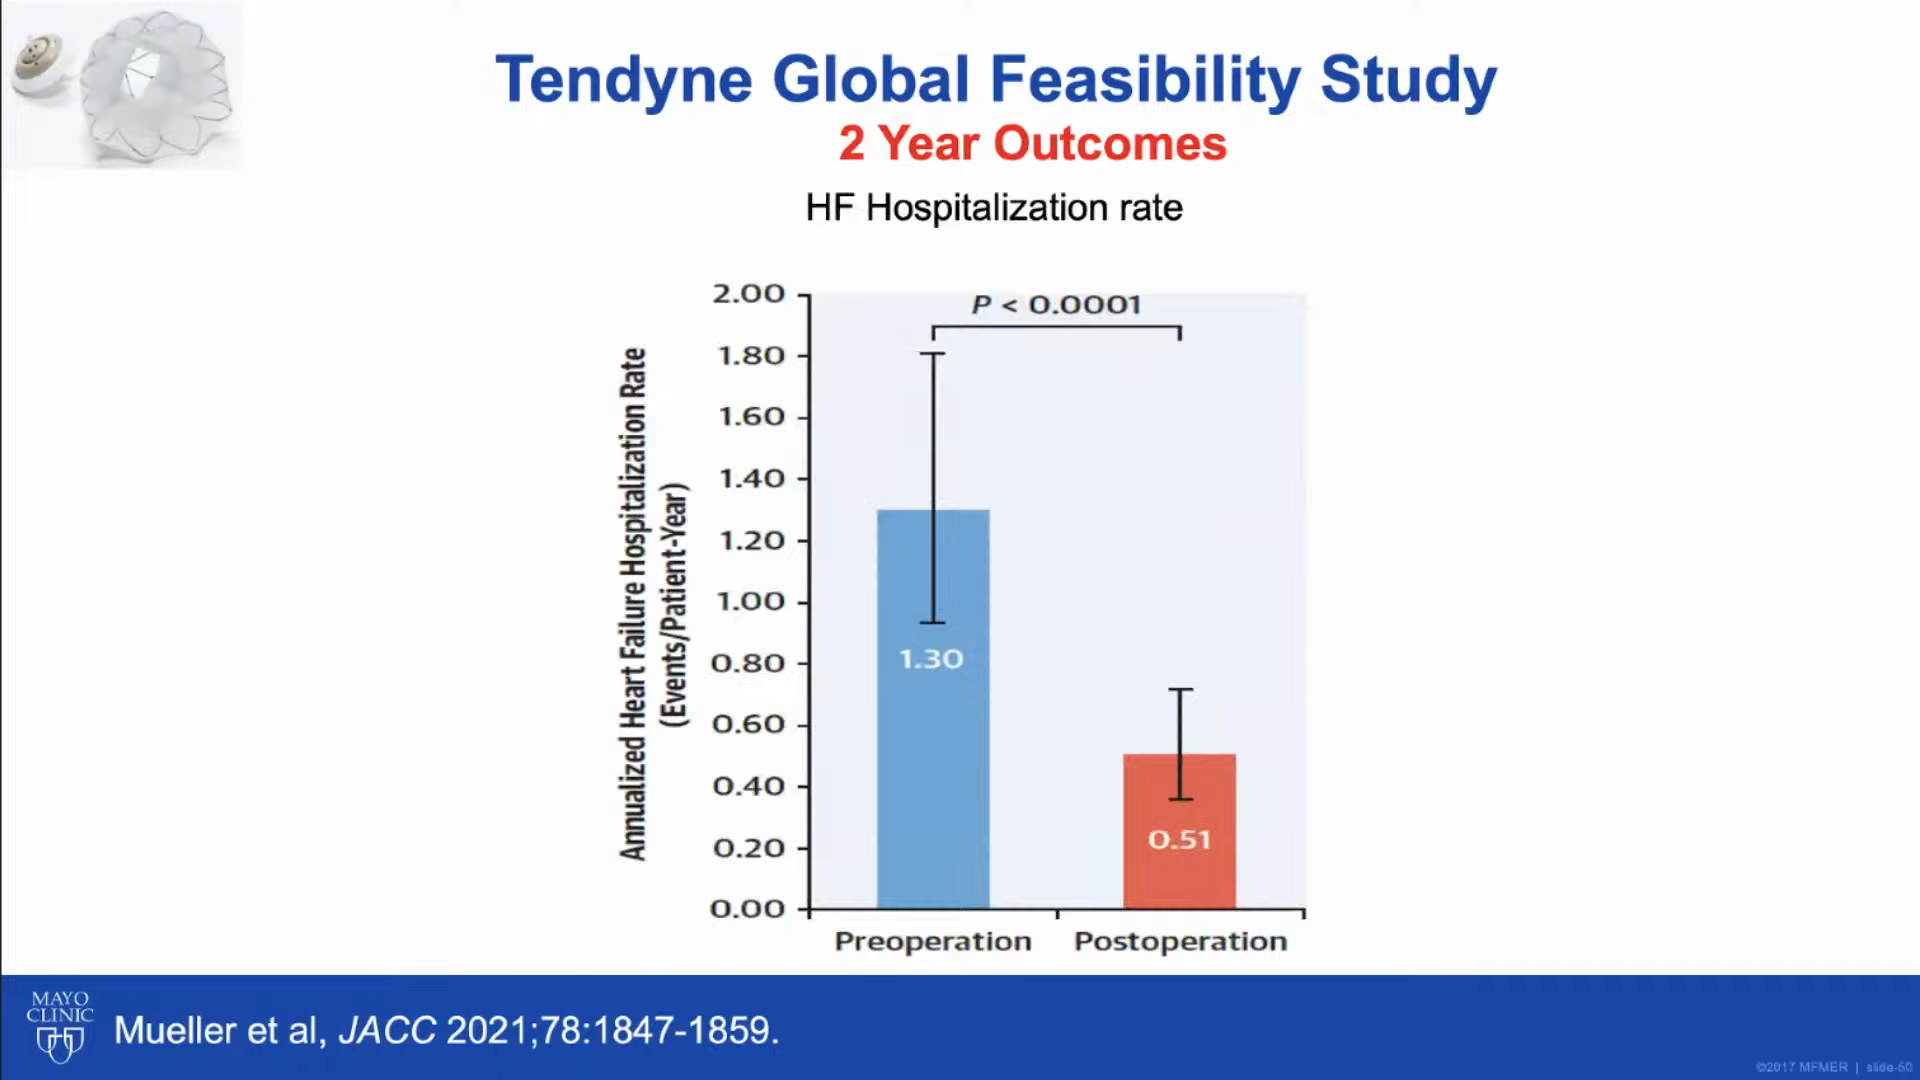 Tendyne Global Feasibility Study
2 Year Outcomes
HF Hospitalization rate
Annualized Heart Failure Hospitalization Rate
(Events/Patient-Year)
2.00
1.80
1.60
1.40
1.20
1.00
0.80
0.60
0.40
0.20
0.00
P < 0.0001
1.30
0.51
Preoperation
Postoperation
MAYO
CLINIC
Mueller et al, JACC 2021;78:1847-1859.
©2017 MFMER | slide-50